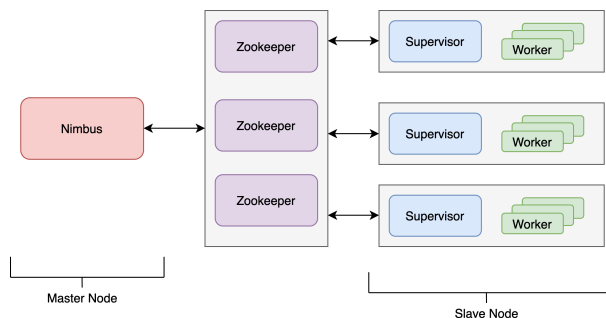 Zookeeper
Supervisor
Worker
Nimbus
Zookeeper
Supervisor
Worker
Zookeeper
Supervisor
Worker
Master Node
Slave Node